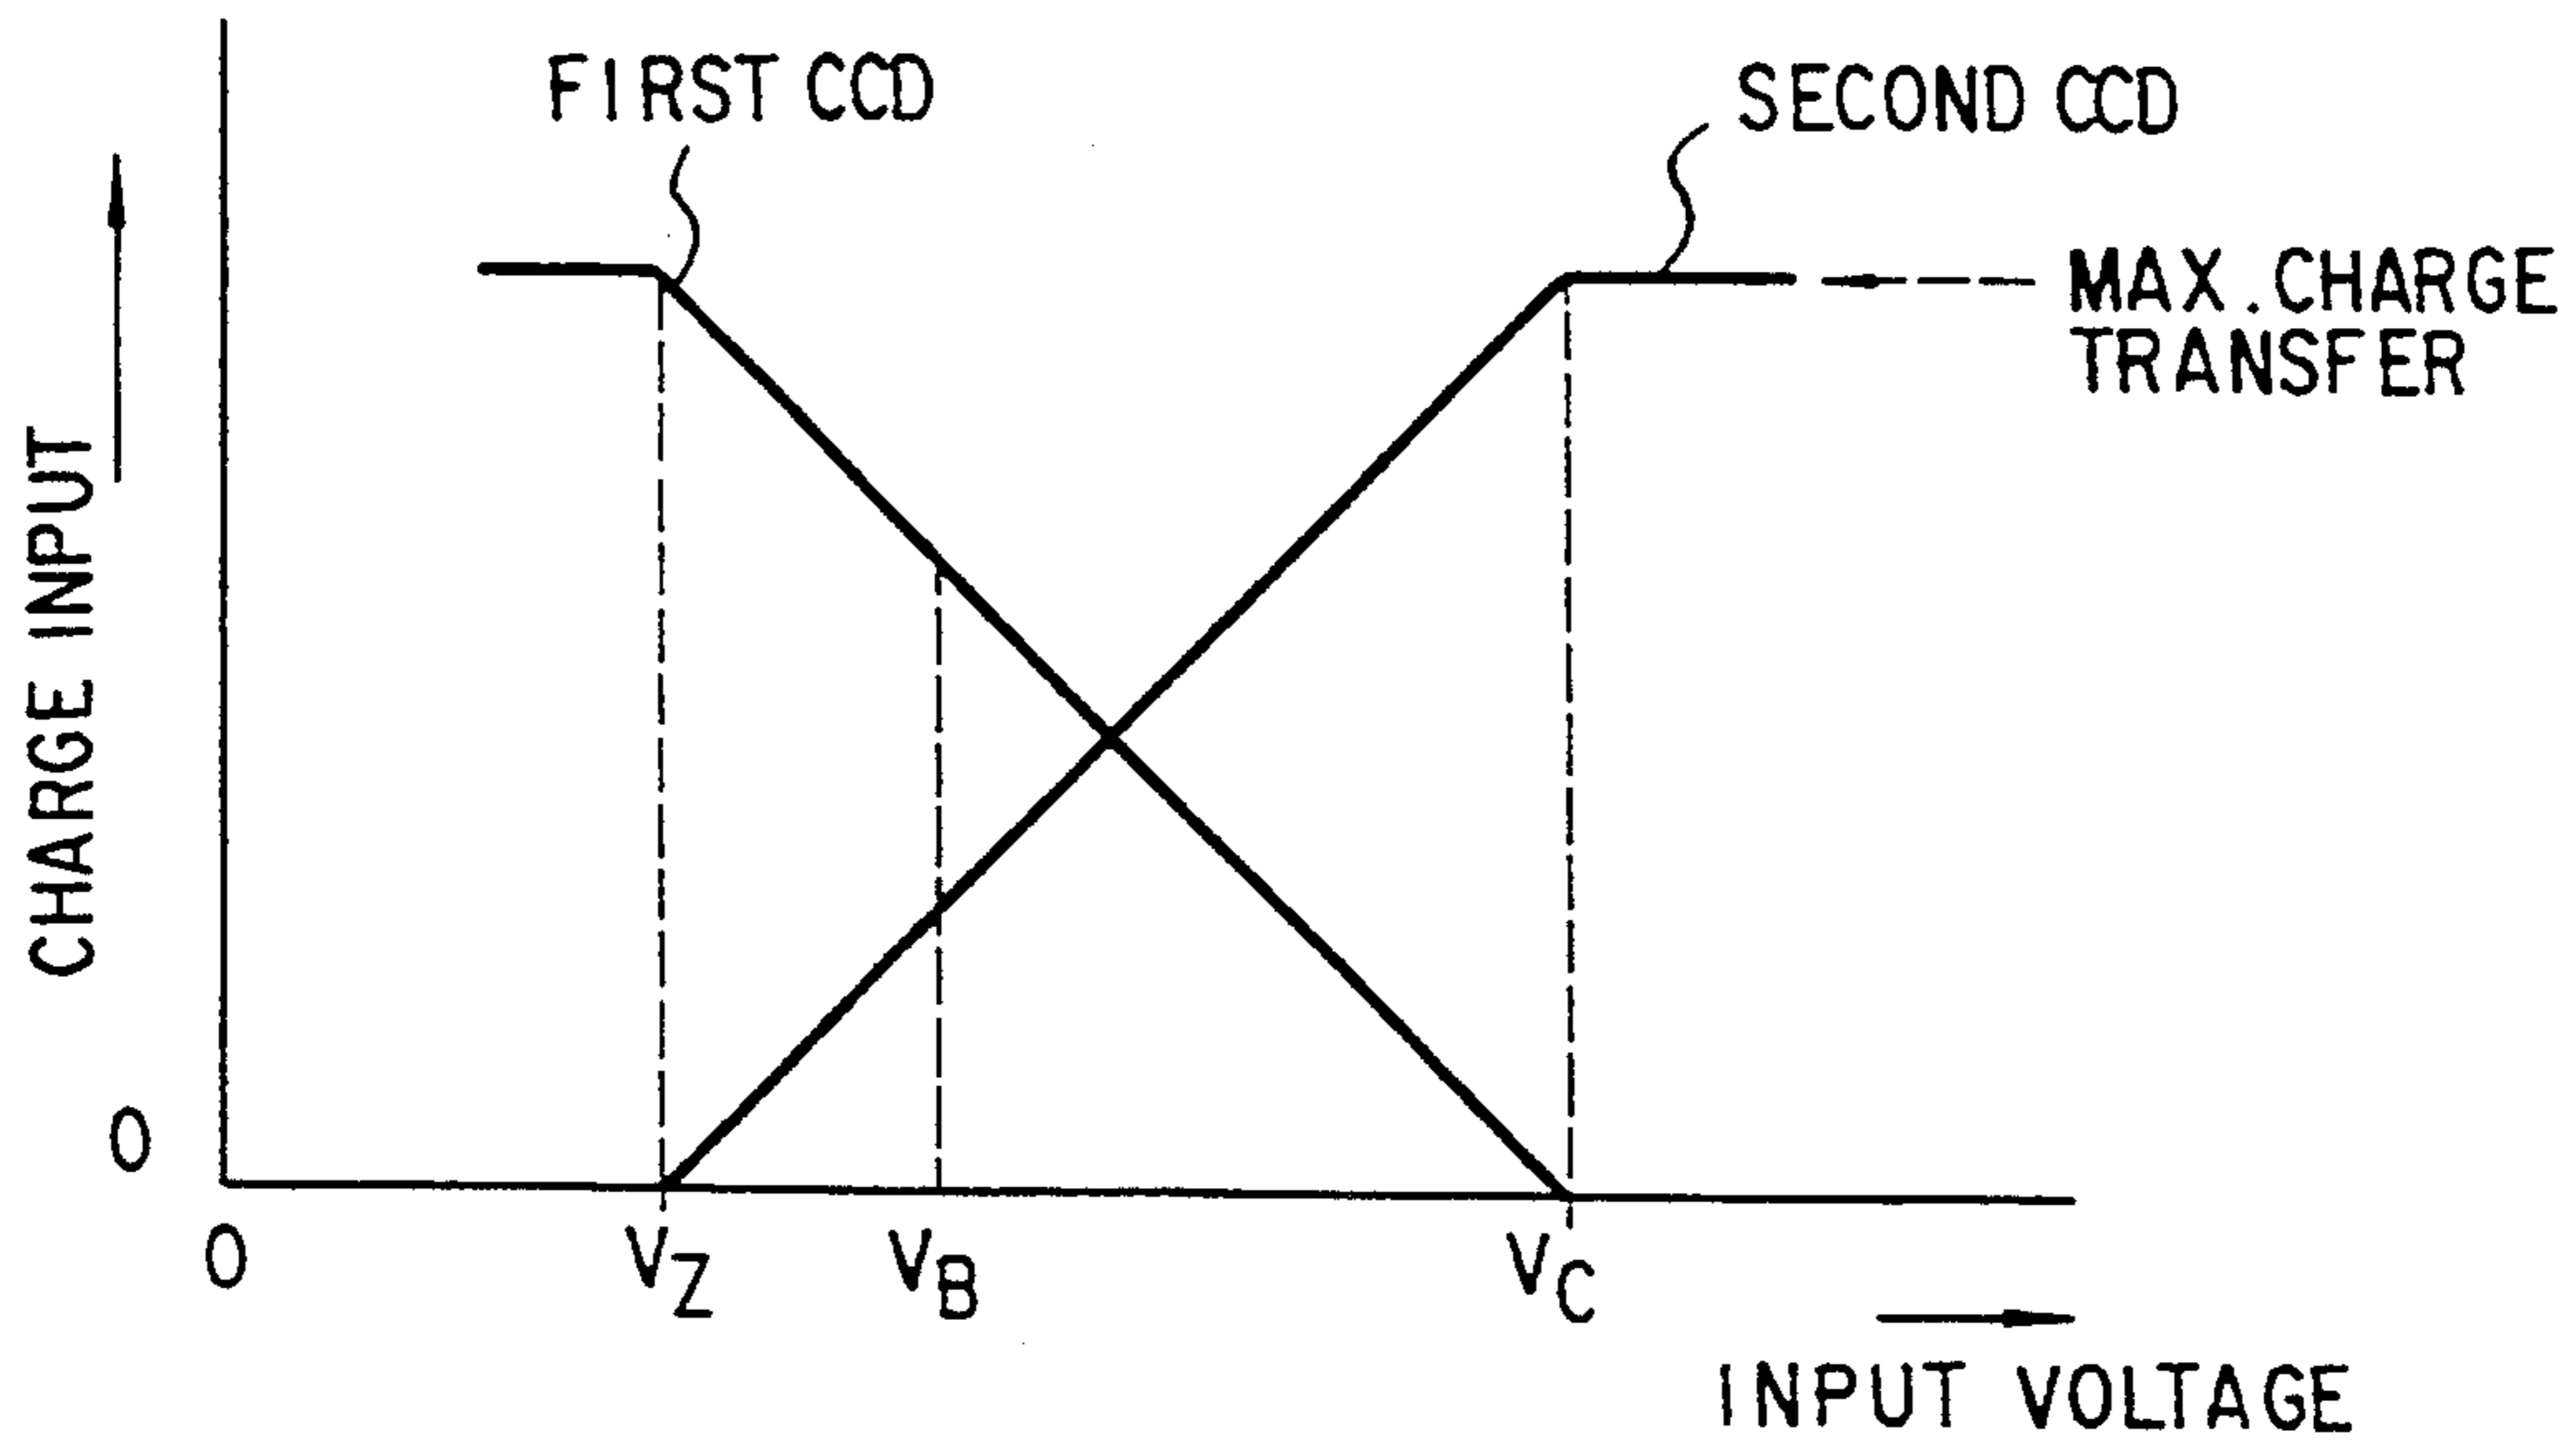 FIRST CCD
SECOND CCD
MAX. CHARGE
TRANSFER
CHARGE INPUT
0
0
VZ
VB
VC
INPUT VOLTAGE